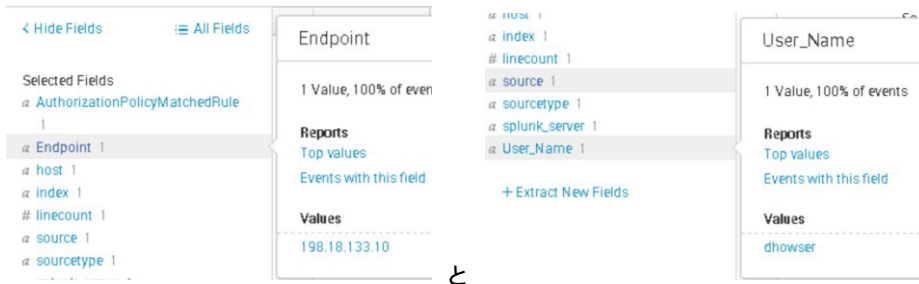 Hide Fields
All Fields
Selected Fields
a AuthorizationPolicyMatchedRule
1
a Endpoint 1
a host 1
a index 1
# linecount 1
a source 1
a sourcetype 1
Endpoint
1 Value, 100% of even
Reports
Top values
Events with this field
Values
198.18.133.10
と
a host 1
a index 1
# linecount 1
a source 1
a sourcetype 1
a splunk_server 1
a User_Name 1
+ Extract New Fields
User_Name
1 Value, 100% of events
Reports
Top values
Events with this field
Values
dhowser